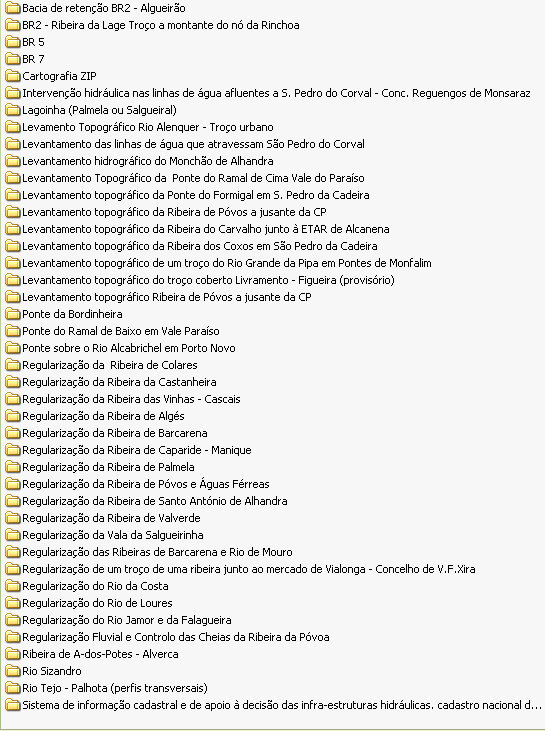 Bacia de retenção BR2 - Algueirão
BR2 - Ribeira da Lage Troço a montante do nó da Rinchoa
BR 5
BR 7
Cartografia ZIP
Intervenção hidráulica nas linhas de água afluentes a S. Pedro do Corval - Conc. Reguengos de Monsaraz
Lagoinha (Palmela ou Salgueiral)
Levamento Topográfico Rio Alenquer - Troço urbano
Levantamento das linhas de água que atravessam São Pedro do Corval
Levantamento hidrográfico do Monchão de Alhandra
Levantamento Topográfico da  Ponte do Ramal de Cima Vale do Paraíso
Levantamento topográfico da Ponte do Formigal em S. Pedro da Cadeira
Levantamento topográfico da Ribeira de Póvos a jusante da CP
Levantamento topográfico da Ribeira do Carvalho junto à ETAR de Alcanena
Levantamento topográfico da Ribeira dos Coxos em São Pedro da Cadeira
Levantamento topográfico de um troço do Rio Grande da Pipa em Pontes de Monfalim
Levantamento topográfico do troço coberto Livramento - Figueira (provisório)
Levantamento topográfico Ribeira de Póvos a jusante da CP
Ponte da Bordinheira
Ponte do Ramal de Baixo em Vale Paraíso
Ponte sobre o Rio Alcabrichel em Porto Novo
Regularização da  Ribeira de Colares
Regularização da Ribeira da Castanheira
Regularização da Ribeira das Vinhas - Cascais
Regularização da Ribeira de Algés
Regularização da Ribeira de Barcarena
Regularização da Ribeira de Caparide - Manique
Regularização da Ribeira de Palmela
Regularização da Ribeira de Póvos e Águas Férreas
Regularização da Ribeira de Santo António de Alhandra
Regularização da Ribeira de Valverde
Regularização da Vala da Salgueirinha
Regularização das Ribeiras de Barcarena e Rio de Mouro
Regularização de um troço de uma ribeira junto ao mercado de Vialonga - Concelho de V.F.Xira
Regularização do Rio da Costa
Regularização do Rio de Loures
Regularização do Rio Jamor e da Falagueira
Regularização Fluvial e Controlo das Cheias da Ribeira da Póvoa
Ribeira de A-dos-Potes - Alverca
Rio Sizandro
Rio Tejo - Palhota (perfis transversais)
Sistema de informação cadastral e de apoio à decisão das infra-estruturas hidráulicas. cadastro nacional d...